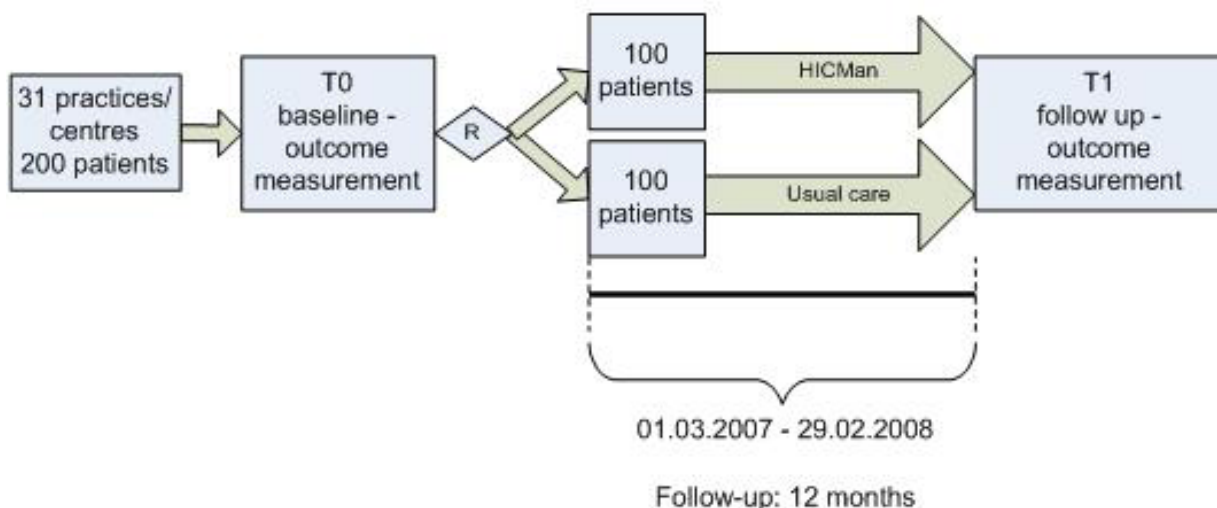 31 practices/
centres
200 patients
T0
baseline -
outcome
measurement
R
100
patients
HICMan
100
patients
Usual care
T1
follow up -
outcome
measurement
01.03.2007 - 29.02.2008
Follow-up: 12 months